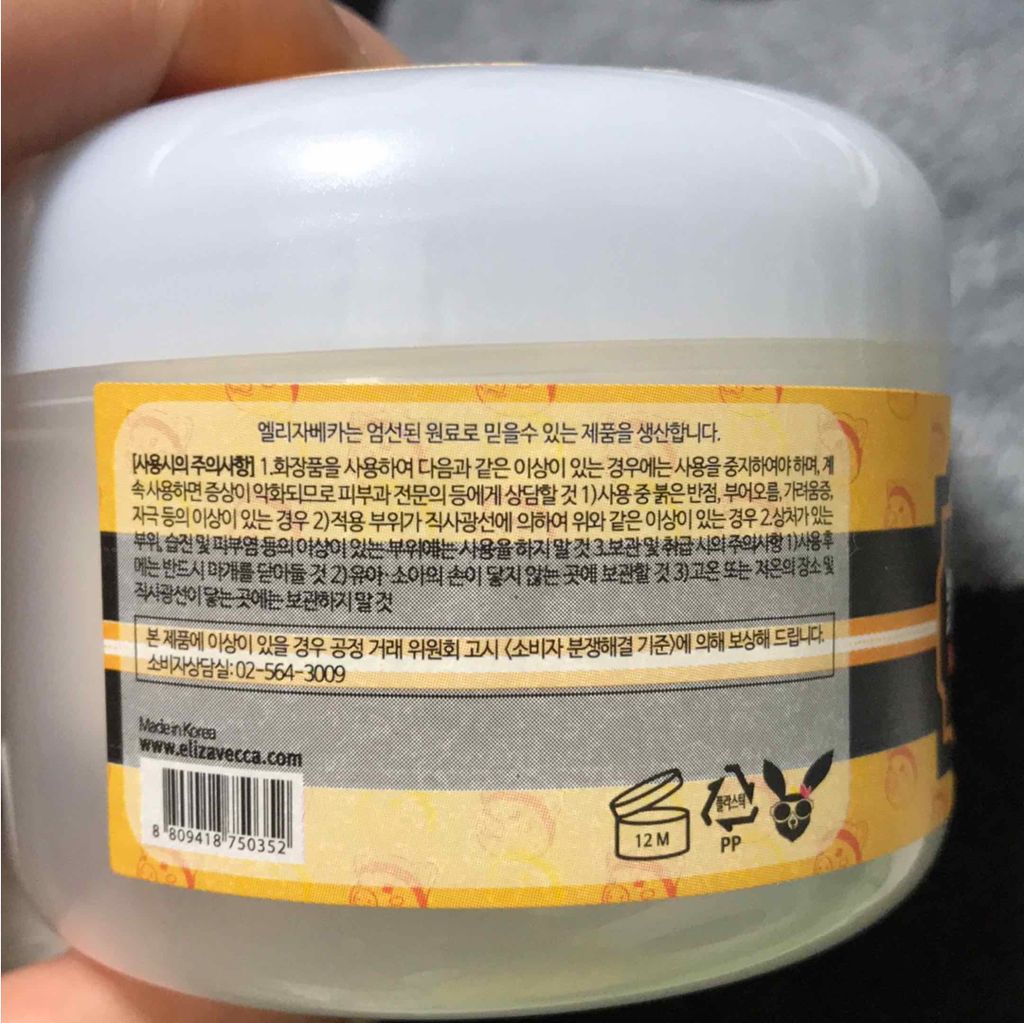 엘리자베카는 엄선된 원료로 믿을수 있는 제품을 생산합니다.
[사용시의 주의사항] 1.화장품을 사용하여 다음과 같은 이상이 있는 경우에는 사용을 중지하여야 하며, 계
속 사용하면 증상이 악화되므로 피부과 전문의 등에게 상담할 것 1)사용 중 붉은 반점, 부어오름, 가려움증,
자극 등의 이상이 있는 경우 2)적용 부위가 직사광선에 의하여 위와 같은 이상이 있는 경우 2.상처가 있는
부위, 습진 및 피부염 등의 이상이 있는 부위에는 사용을 하지 말 것 3.보관 및 취급 시의 주의사항 1)사용 후
에는 반드시 마개를 닫아둘 것 2)유아·소아의 손이 닿지 않는 곳에 보관할 것 3)고온 또는 저온의 장소 및
직사광선이 닿는 곳에는 보관하지 말 것
본 제품에 이상이 있을 경우 공정 거래 위원회 고시 <소비자 분쟁해결 기준>에 의해 보상해 드립니다.
소비자상담실: 02-564-3009
Made in Korea
www.elizavecca.com
8 809418 750352
12 M
플라스틱
PP